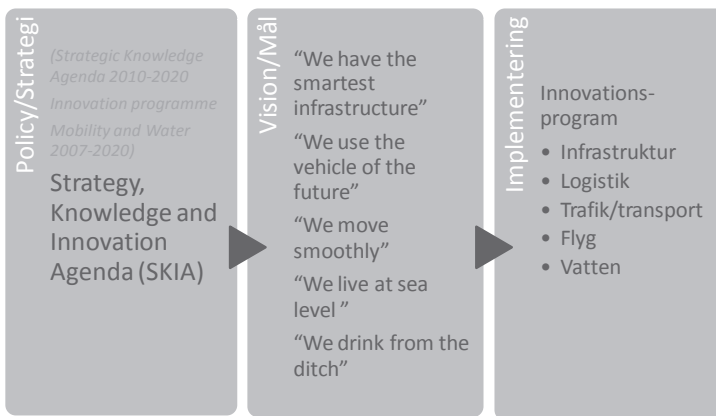 Policy/Strategi
(Strategic Knowledge
Agenda 2010-2020
Innovation programme
Mobility and Water
2007-2020)
Strategy,
Knowledge and
Innovation
Agenda (SKIA)
Vision/Mål
“We have the
smartest
infrastructure”
“We use the
vehicle of the
future”
“We move
smoothly”
“We live at sea
level ”
“We drink from the
ditch”
Implementering
Innovations-
program
• Infrastruktur
• Logistik
• Trafik/transport
• Flyg
• Vatten